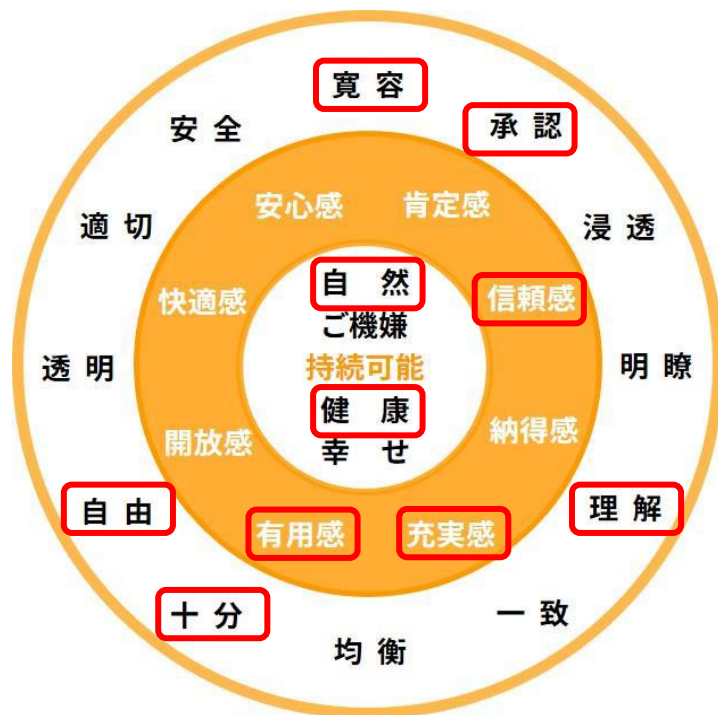 寛容
承認
安全
浸透
適切
安心感
肯定感
快適感
自然
信頼感
ご機嫌
透明
持続可能
明瞭
健康
開放感
幸せ
納得感
自由
理解
有用感
充実感
十分
一致
均衡